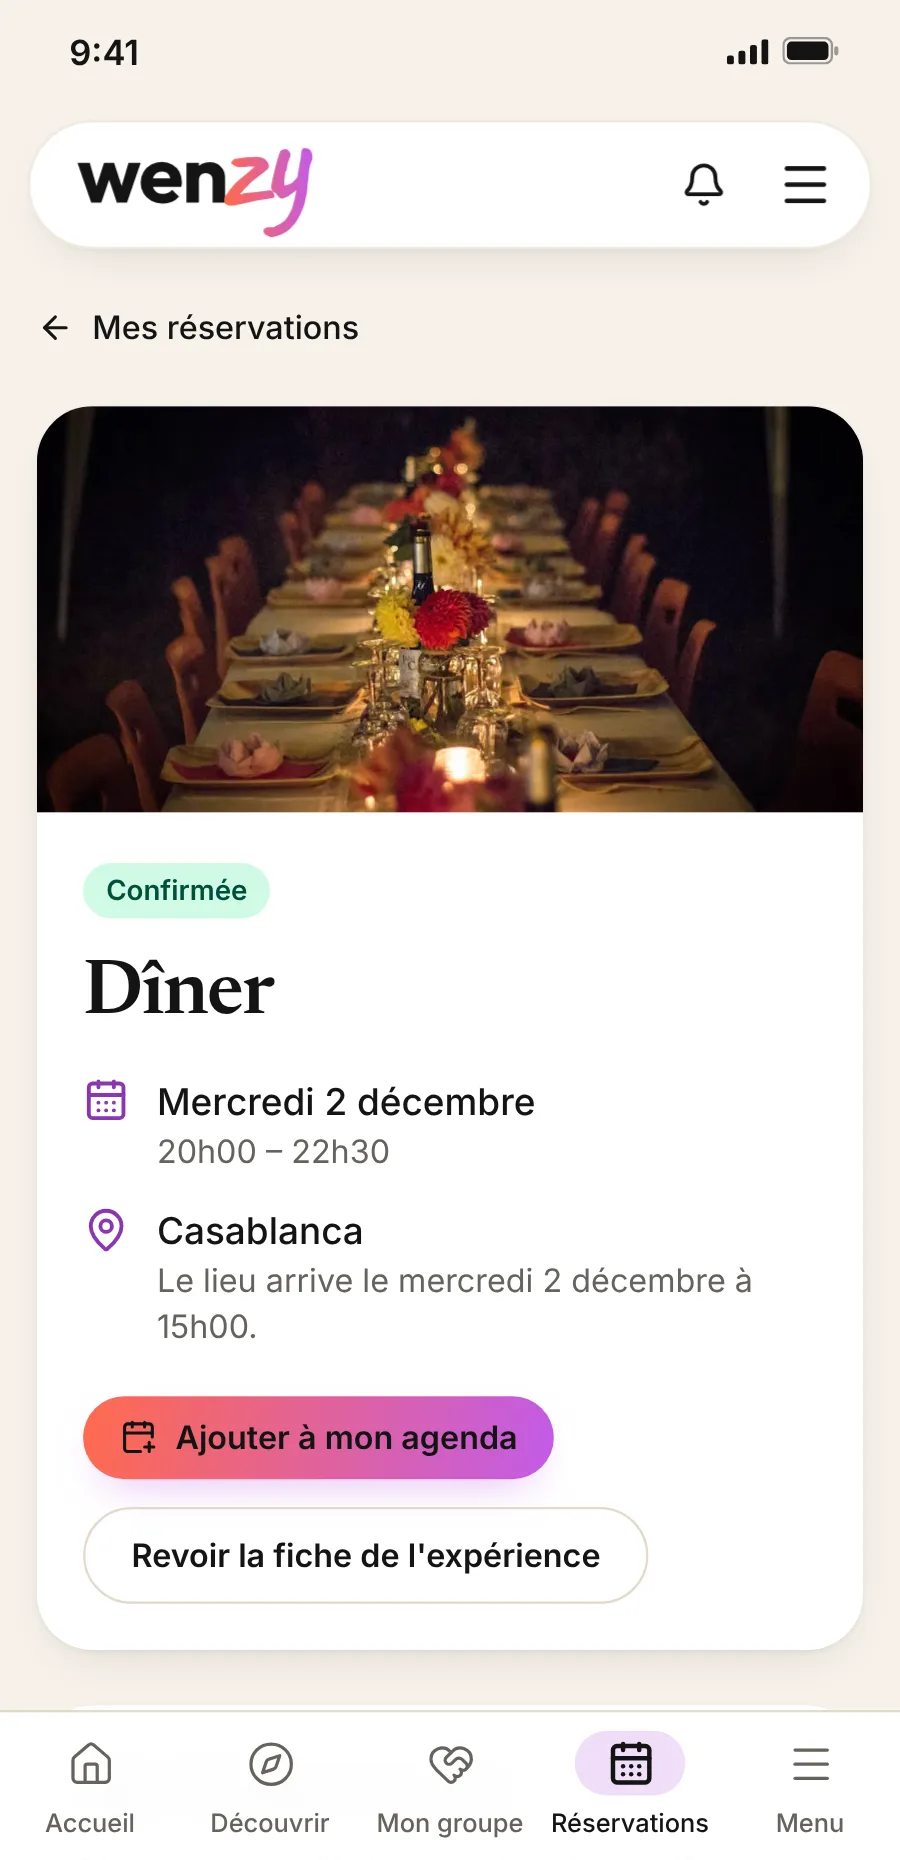 9:41
wenzy
Mes réservations
Confirmée
Dîner
Mercredi 2 décembre
20h00 – 22h30
Casablanca
Le lieu arrive le mercredi 2 décembre à
15h00.
Ajouter à mon agenda
Revoir la fiche de l'expérience
Accueil
Découvrir
Mon groupe
Réservations
Menu